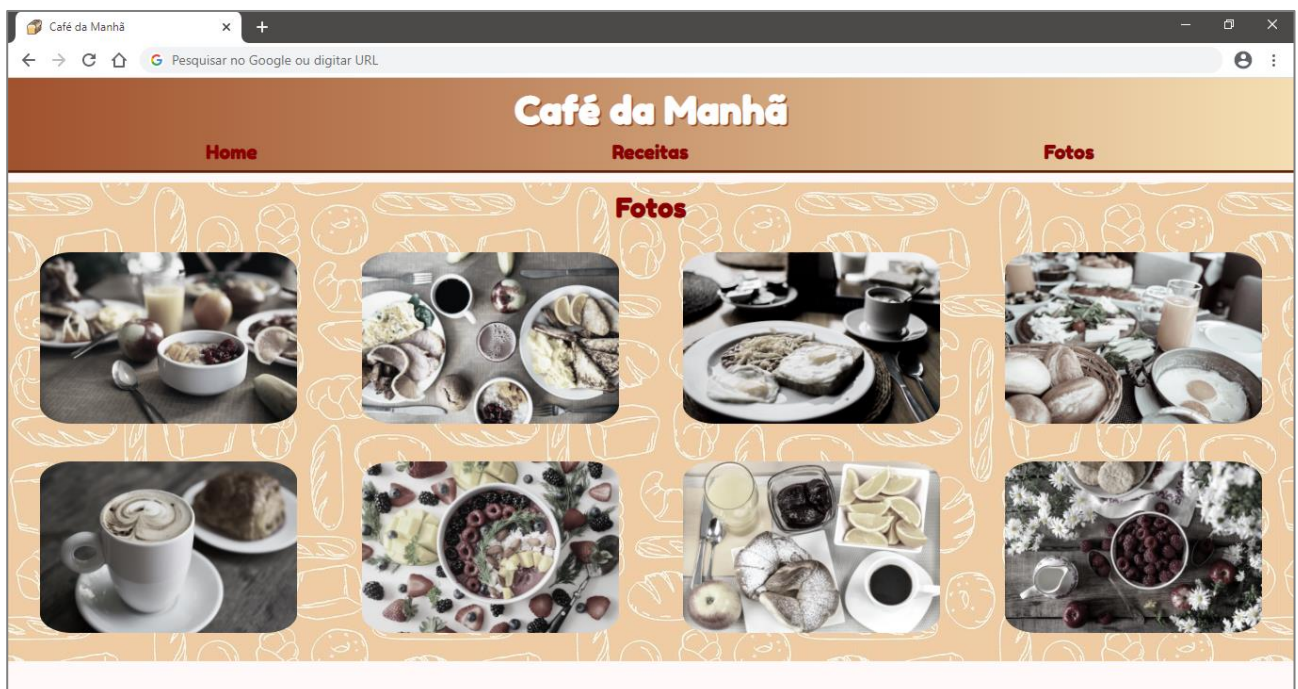 Café da Manhã
Pesquisar no Google ou digitar URL
Café da Manhã
Home Receitas Fotos
Fotos